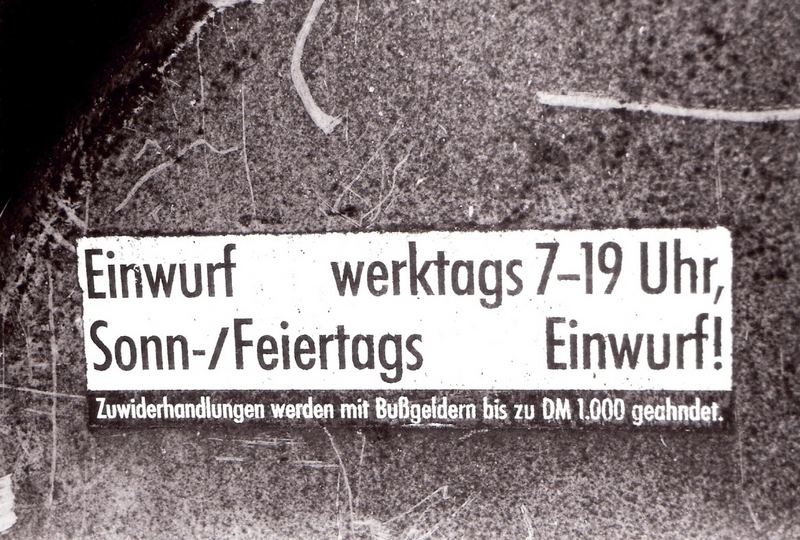 Einwurf werktags 7–19 Uhr,
Sonn-/Feiertags Einwurf!
Zuwiderhandlungen werden mit Bußgeldern bis zu DM 1.000 geahndet.